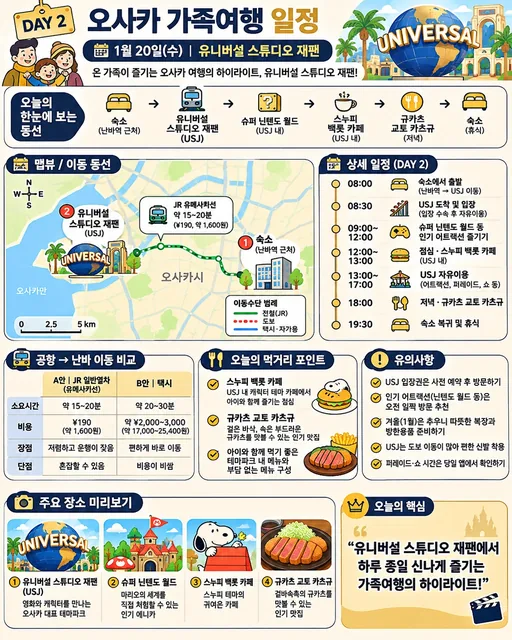 DAY 2
오사카 가족여행 일정
1월 20일(수) | 유니버설 스튜디오 재팬
온 가족이 즐기는 오사카 여행의 하이라이트, 유니버설 스튜디오 재팬!
UNIVERSAL
오늘의
한눈에 보는
동선
숙소
(난바역 근처)
유니버설
스튜디오 재팬
(USJ)
슈퍼 닌텐도 월드
(USJ 내)
스누피
백롯 카페
(USJ 내)
규카츠
교토 카츠규
(저녁)
숙소
(휴식)
맵뷰 / 이동 동선
N
W
E
S
2
유니버설
스튜디오 재팬
(USJ)
UNIVERSAL
JR 유메사키선
약 15~20분
(¥190, 약 1,600원)
1
숙소
(난바역 근처)
오사카시
오사카만
0 2.5 5 km
이동수단 범례
전철(JR)
도보
택시·자가용
상세 일정 (DAY 2)
08:00 숙소에서 출발
(난바역 → USJ 이동)
08:30 USJ 도착 및 입장
(입장 수속 후 자유이용)
09:00~
12:00
슈퍼 닌텐도 월드 등
인기 어트랙션 즐기기
12:00~
13:00
점심 · 스누피 백롯 카페
(USJ 내)
13:00~
17:00
USJ 자유이용
(어트랙션, 퍼레이드, 쇼 등)
18:00 저녁 · 규카츠 교토 카츠규
19:30 숙소 복귀 및 휴식
공항 → 난바 이동 비교
A안 | JR 일반열차
(유메사키선)
B안 | 택시
소요시간 약 15~20분 약 20~30분
비용 ¥190
(약 1,600원)
약 ¥2,000~3,000
(약 17,000~25,400원)
장점 저렴하고 운행이 잦음 편하게 바로 이동
단점 혼잡할 수 있음 비용이 비쌈
오늘의 먹거리 포인트
스누피 백롯 카페
USJ 내 캐릭터 테마 카페에서
아이와 함께 즐기는 점심
규카츠 교토 카츠규
겉은 바삭, 속은 부드러운
규카츠를 맛볼 수 있는 인기 맛집
아이와 함께 먹기 좋은
테마파크 내 메뉴와
부담 없는 메뉴 구성
유의사항
USJ 입장권은 사전 예약 후 방문하기
인기 어트랙션(닌텐도 월드 등)은
오전 일찍 방문 추천
겨울(1월)은 추우니 따뜻한 복장과
방한용품 준비하기
USJ는 도보 이동이 많아 편한 신발 착용
퍼레이드·쇼 시간은 당일 앱에서 확인하기
주요 장소 미리보기
UNIVERSAL
1 유니버설 스튜디오 재팬
(USJ)
영화와 캐릭터를 만나는
오사카 대표 테마파크
2 슈퍼 닌텐도 월드
마리오의 세계를
직접 체험할 수 있는
인기 에니카
3 스누피 백롯 카페
스누피 테마의
귀여운 카페
4 규카츠 교토 카츠규
겉바속촉의 규카츠를
맛볼 수 있는
인기 맛집
오늘의 핵심
“유니버설 스튜디오 재팬에서
하루 종일 신나게 즐기는
가족여행의 하이라이트!”